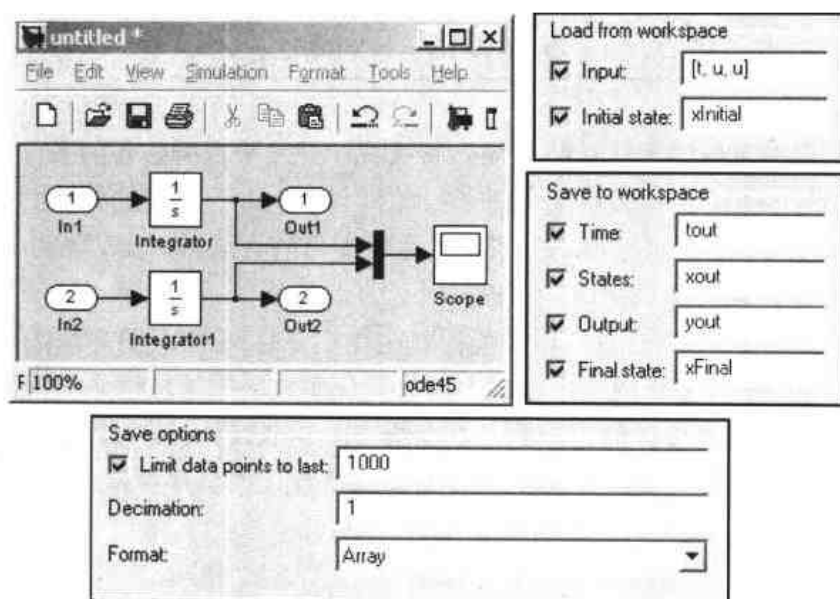 untitled *
File Edit View Simulation Format Tools Help
1
In1
1
s
Integrator
1
Out1
2
In2
1
s
Integrator1
2
Out2
Scope
F 100%
ode45
Load from workspace
Input: [t, u, u]
Initial state: xInitial
Save to workspace
Time: tout
States: xout
Output: yout
Final state: xFinal
Save options
Limit data points to last: 1000
Decimation: 1
Format: Array